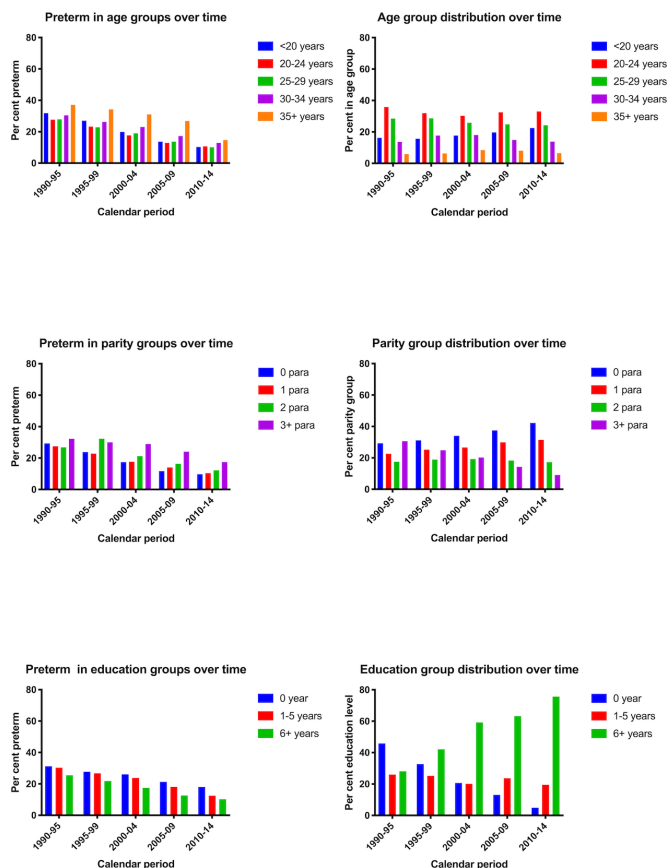 Preterm in age groups over time
Per cent preterm
80
60
40
20
0
1990-95
1995-99
2000-04
2005-09
2010-14
Calendar period
<20 years
20-24 years
25-29 years
30-34 years
35+ years
Age group distribution over time
Per cent in age group
80
60
40
20
0
1990-95
1995-99
2000-04
2005-09
2010-14
Calendar period
<20 years
20-24 years
25-29 years
30-34 years
35+ years
Preterm in parity groups over time
Per cent preterm
80
60
40
20
0
1990-95
1995-99
2000-04
2005-09
2010-14
Calendar period
0 para
1 para
2 para
3+ para
Parity group distribution over time
Per cent parity group
80
60
40
20
0
1990-95
1995-99
2000-04
2005-09
2010-14
Calendar period
0 para
1 para
2 para
3+ para
Preterm  in education groups over time
Per cent preterm
80
60
40
20
0
1990-95
1995-99
2000-04
2005-09
2010-14
Calendar period
0 year
1-5 years
6+ years
Education group distribution over time
Per cent education level
80
60
40
20
0
1990-95
1995-99
2000-04
2005-09
2010-14
Calendar period
0 year
1-5 years
6+ years